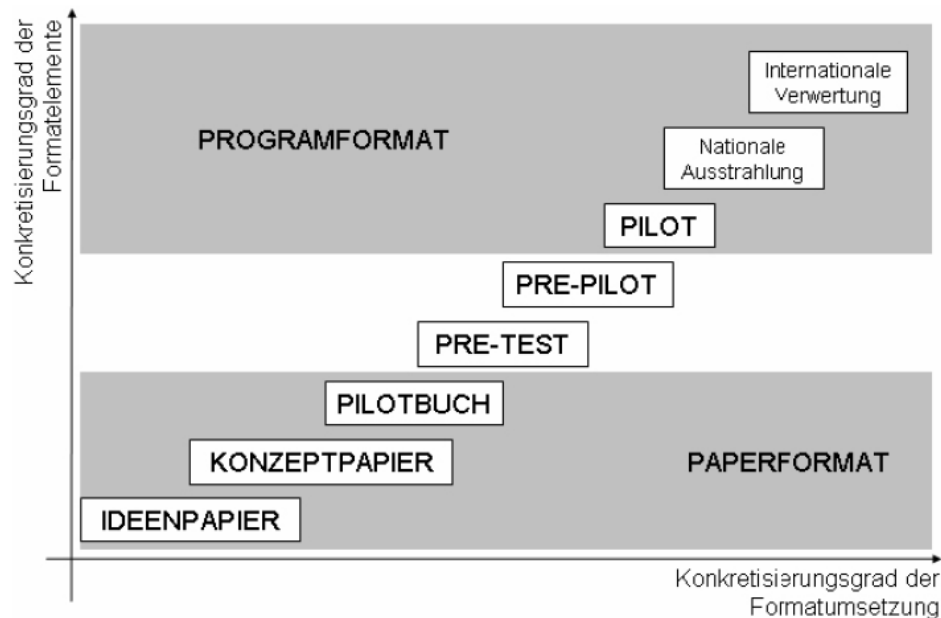 Konkretisierungsgrad der
Formatelemente
Internationale
Verwertung
PROGRAMFORMAT
Nationale
Ausstrahlung
PILOT
PRE-PILOT
PRE-TEST
PILOTBUCH
KONZEPTPAPIER
PAPERFORMAT
IDEENPAPIER
Konkretisierungsgrad der
Formatumsetzung